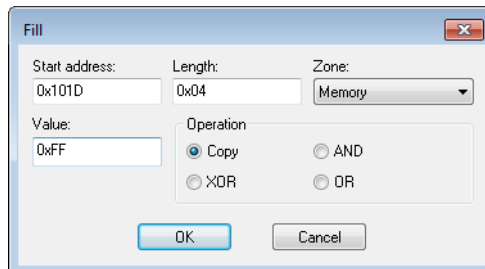 Fill
Start address: Length: Zone:
0x101D 0x04 Memory
Value: Operation
0xFF Copy AND
XOR OR
OK Cancel